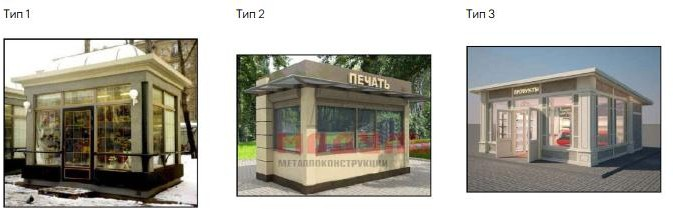 Тип 1
Тип 2
Тип 3
ПЕЧАТЬ
ПРОДУКТЫ
МЕТАЛЛОКОНСТРУКЦИИ